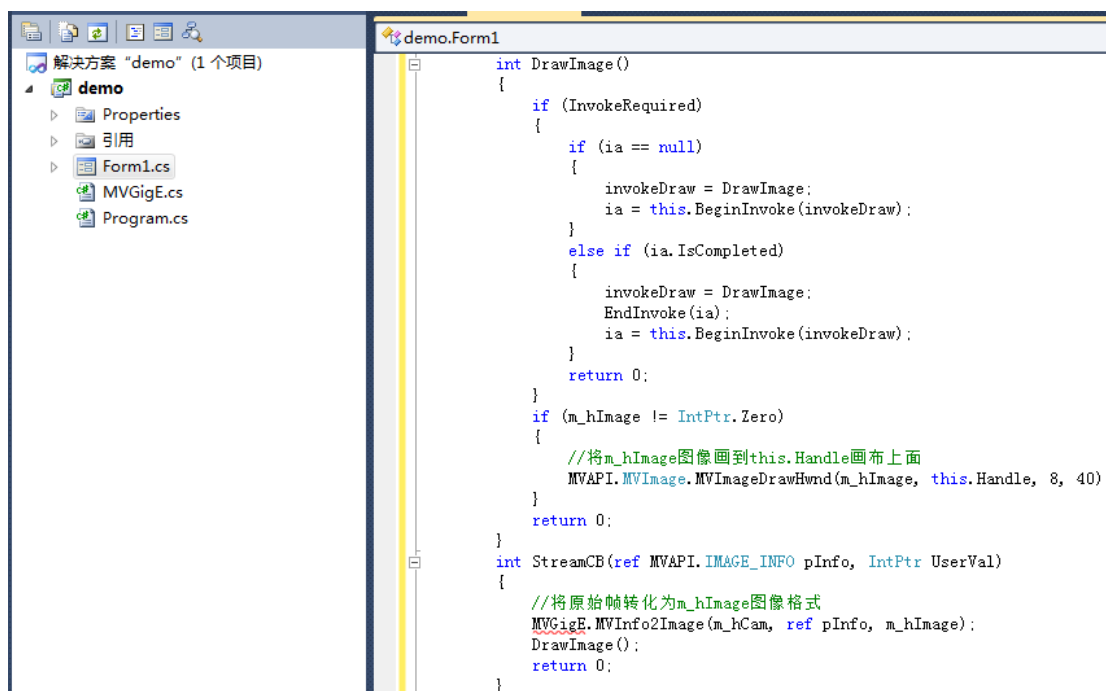 解决方案 “demo” (1 个项目)
demo
Properties
引用
Form1.cs
MVGigE.cs
Program.cs
demo.Form1
int DrawImage()
{
if (InvokeRequired)
{
if (ia == null)
{
invokeDraw = DrawImage;
ia = this.BeginInvoke(invokeDraw);
}
else if (ia.IsCompleted)
{
invokeDraw = DrawImage;
EndInvoke(ia);
ia = this.BeginInvoke(invokeDraw);
}
return 0;
}
if (m_hImage != IntPtr.Zero)
{
//将m_hImage图像画到this.Handle画布上面
MVAPI.MVImage.MVImageDrawHwnd(m_hImage, this.Handle, 8, 40)
}
return 0;
}
int StreamCB(ref MVAPI.IMAGE_INFO pInfo, IntPtr UserVal)
{
//将原始帧转化为m_hImage图像格式
MVGigE.MVInfo2Image(m_hCam, ref pInfo, m_hImage);
DrawImage();
return 0;
}